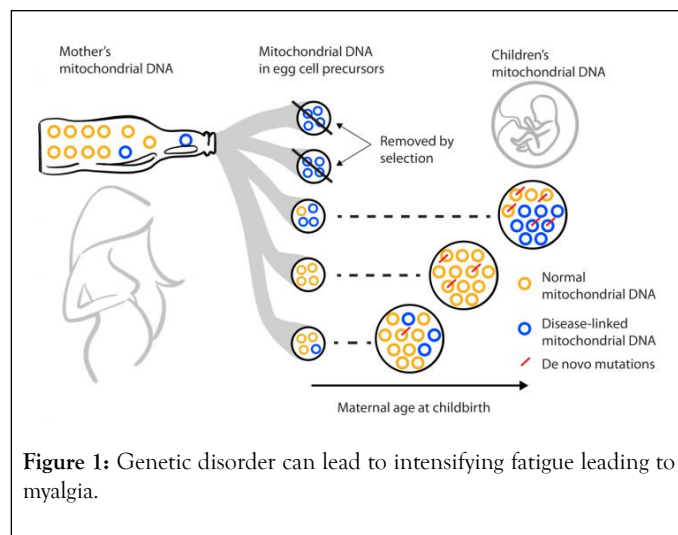 Mother's
mitochondrial DNA
Mitochondrial DNA
in egg cell precursors
Children's
mitochondrial DNA
Removed by
selection
Normal
mitochondrial DNA
Disease-linked
mitochondrial DNA
De novo mutations
Maternal age at childbirth
Figure 1: Genetic disorder can lead to intensifying fatigue leading to
myalgia.